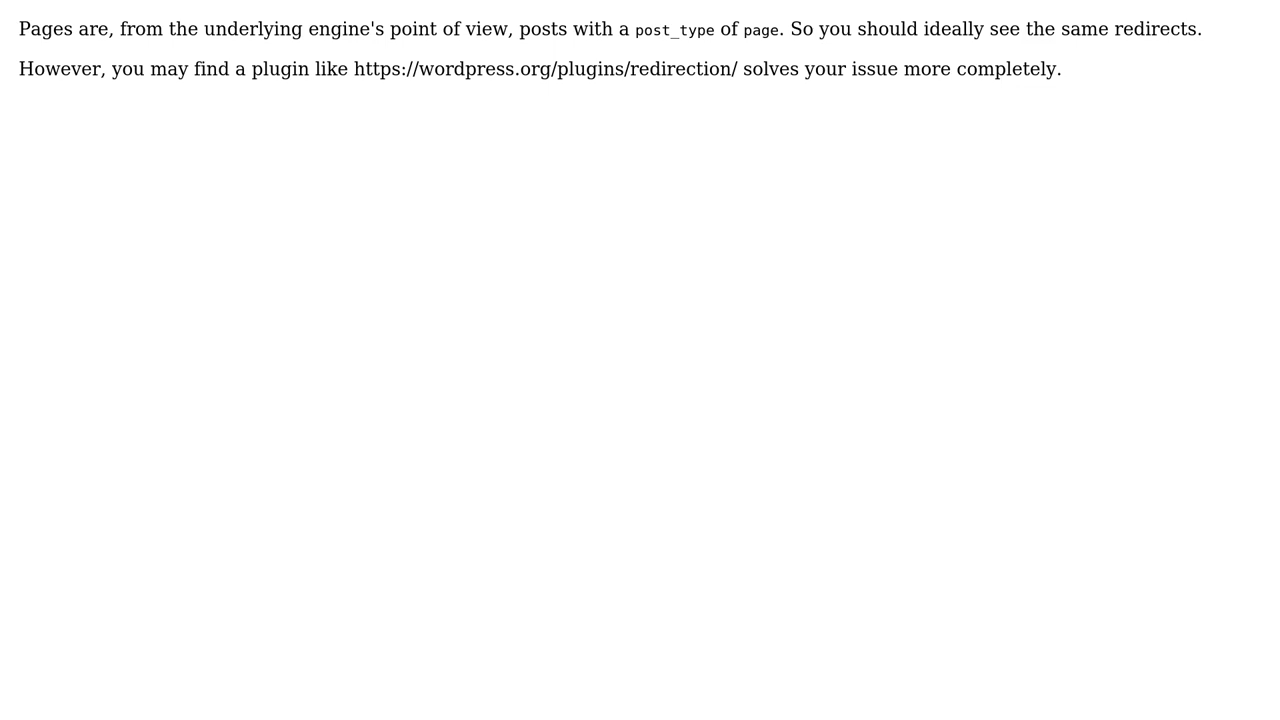 Pages are, from the underlying engine's point of view, posts with a post_type of page. So you should ideally see the same redirects.
However, you may find a plugin like https://wordpress.org/plugins/redirection/ solves your issue more completely.